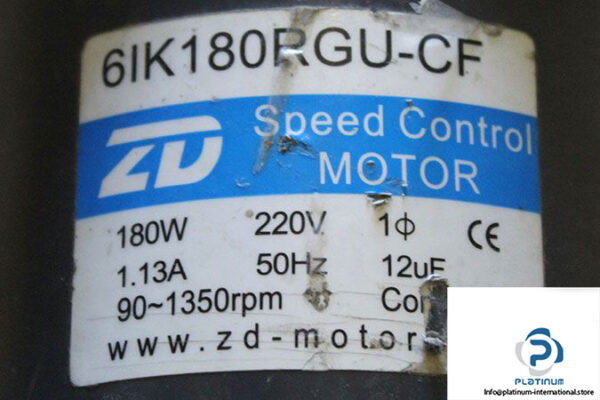 6IK180RGU-CF
ZD
Speed Control
MOTOR
180W 220V 1ϕ CE
1.13A 50Hz 12uF
90~1350rpm
www.zd-motor
PLATINUM
Info@platinum-international.store